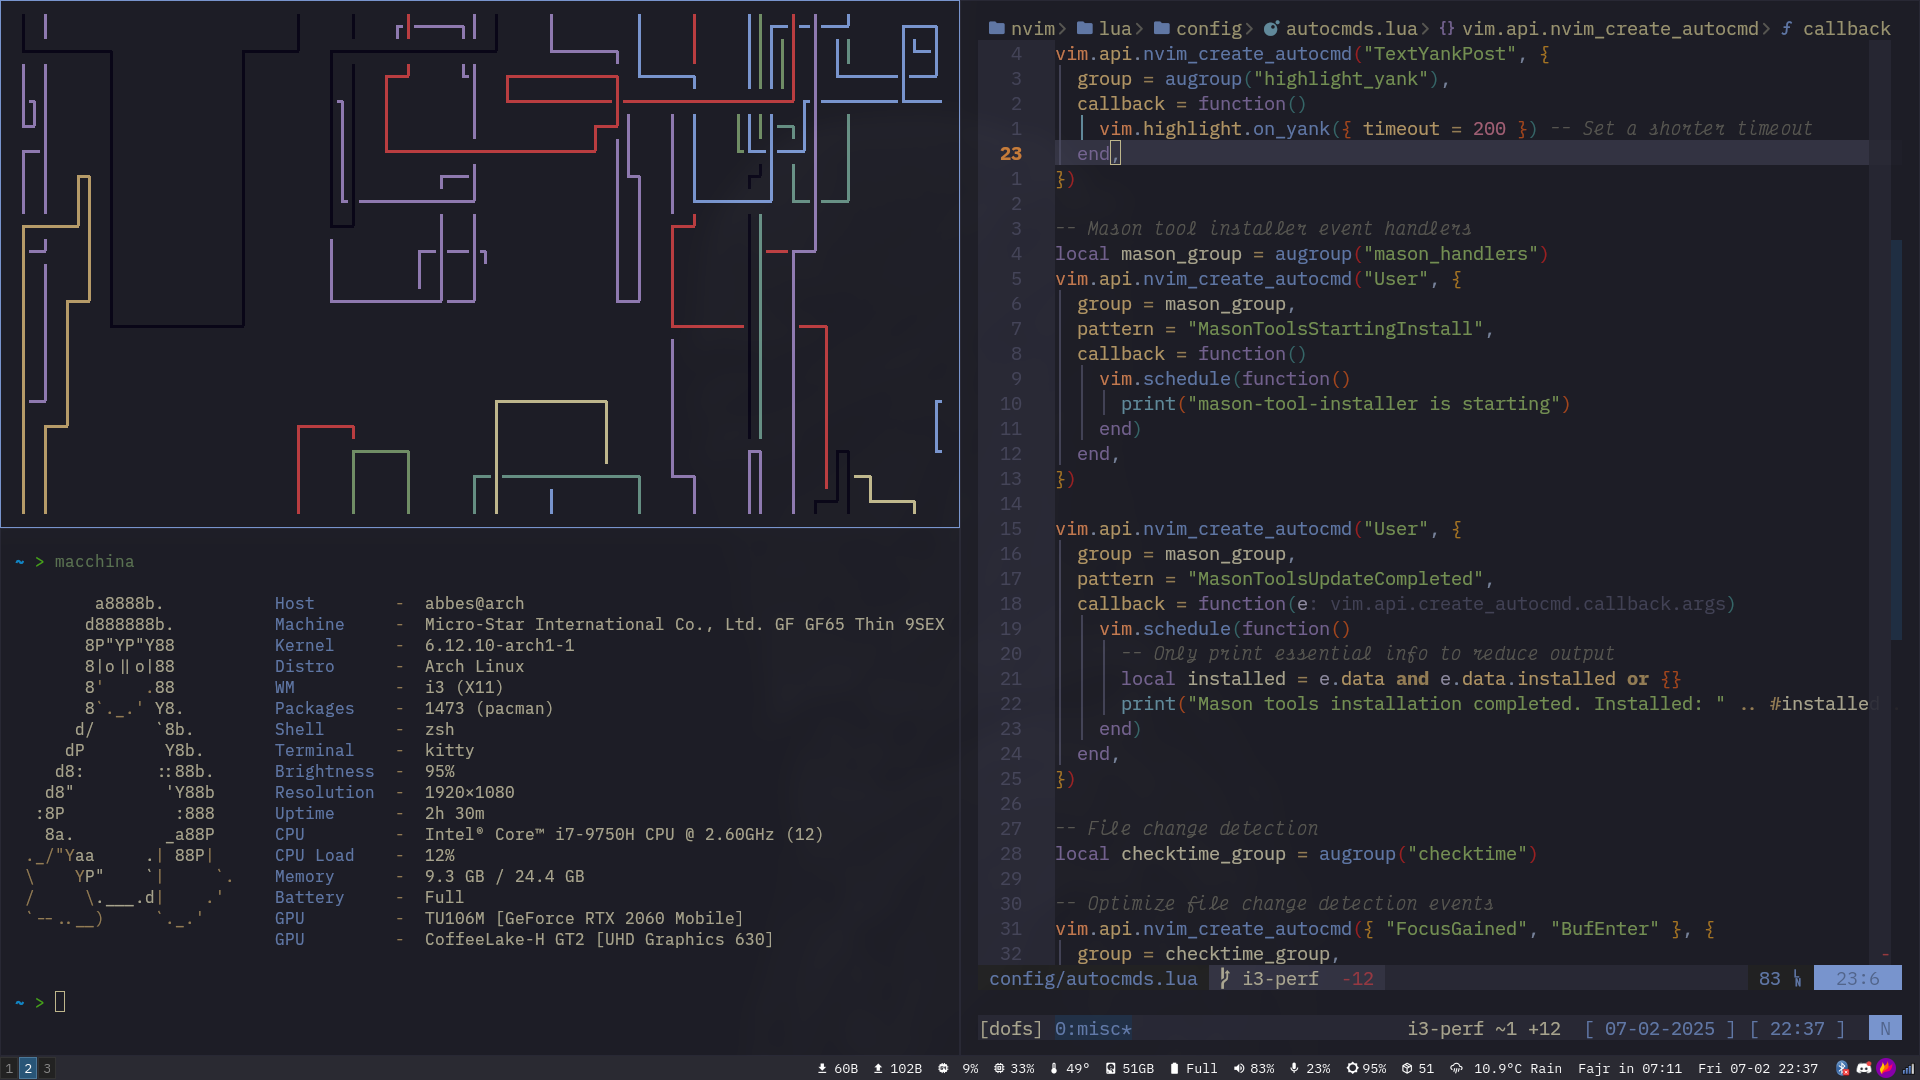 nvim> lua> config> autocmds.lua> {} vim.api.nvim_create_autocmd> ƒ callback
4 vim.api.nvim_create_autocmd("TextYankPost", {
3 group = augroup("highlight_yank"),
2 callback = function()
1 vim.highlight.on_yank({ timeout = 200 }) -- Set a shorter timeout
23 end,
1 })
2
3 -- Mason tool installer event handlers
4 local mason_group = augroup("mason_handlers")
5 vim.api.nvim_create_autocmd("User", {
6 group = mason_group,
7 pattern = "MasonToolsStartingInstall",
8 callback = function()
9 vim.schedule(function()
10 print("mason-tool-installer is starting")
11 end)
12 end,
13 })
14
15 vim.api.nvim_create_autocmd("User", {
16 group = mason_group,
17 pattern = "MasonToolsUpdateCompleted",
18 callback = function(e: vim.api.create_autocmd.callback.args)
19 vim.schedule(function()
20 -- Only print essential info to reduce output
21 local installed = e.data and e.data.installed or {}
22 print("Mason tools installation completed. Installed: " .. #installed
23 end)
24 end,
25 })
26
27 -- File change detection
28 local checktime_group = augroup("checktime")
29
30 -- Optimize file change detection events
31 vim.api.nvim_create_autocmd({ "FocusGained", "BufEnter" }, {
32 group = checktime_group,
config/autocmds.lua i3-perf -12 83 23:6
[dofs] 0:misc* i3-perf ~1 +12 [ 07-02-2025 ] [ 22:37 ] N
~ > macchina
a8888b.
d888888b.
8P"YP"Y88
8|o||o|88
8' .88
8`._.' Y8.
d/ `8b.
dP Y8b.
d8: ::88b.
d8" 'Y88b
:8P :888
8a. _a88P
._/"Yaa .| 88P|
\ YP" `| `.
/ \.___.d| .'
`--..__) `._.'
Host - abbes@arch
Machine - Micro-Star International Co., Ltd. GF GF65 Thin 9SEX
Kernel - 6.12.10-arch1-1
Distro - Arch Linux
WM - i3 (X11)
Packages - 1473 (pacman)
Shell - zsh
Terminal - kitty
Brightness - 95%
Resolution - 1920×1080
Uptime - 2h 30m
CPU - Intel® Core™ i7-9750H CPU @ 2.60GHz (12)
CPU Load - 12%
Memory - 9.3 GB / 24.4 GB
Battery - Full
GPU - TU106M [GeForce RTX 2060 Mobile]
GPU - CoffeeLake-H GT2 [UHD Graphics 630]
~ >
1 2 3 60B 102B 9% 33% 49° 51GB Full 83% 23% 95% 51 10.9°C Rain Fajr in 07:11 Fri 07-02 22:37